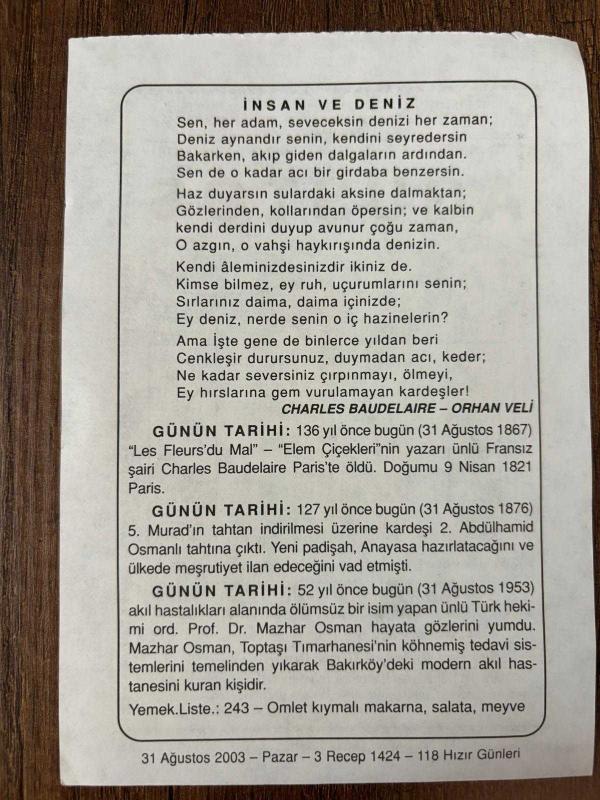 İNSAN VE DENİZ
Sen, her adam, seveceksin denizi her zaman;
Deniz aynandır senin, kendini seyredersin
Bakarken, akıp giden dalgaların ardından.
Sen de o kadar acı bir girdaba benzersin.
Haz duyarsın sulardaki aksine dalmaktan;
Gözlerinden, kollarından öpersin; ve kalbin
kendi derdini duyup avunur çoğu zaman,
O azgın, o vahşi haykırışında denizin.
Kendi âleminizdesinizdir ikiniz de.
Kimse bilmez, ey ruh, uçurumlarını senin;
Sırlarınız daima, daima içinizde;
Ey deniz, nerde senin o iç hazinelerin?
Ama İşte gene de binlerce yıldan beri
Cenkleşir durursunuz, duymadan acı, keder;
Ne kadar seversiniz çırpınmayı, ölmeyi,
Ey hırslarına gem vurulamayan kardeşler!
CHARLES BAUDELAIRE – ORHAN VELİ
GÜNÜN TARİHİ: 136 yıl önce bugün (31 Ağustos 1867)
“Les Fleurs'du Mal” – “Elem Çiçekleri”nin yazarı ünlü Fransız
şairi Charles Baudelaire Paris'te öldü. Doğumu 9 Nisan 1821
Paris.
GÜNÜN TARİHİ: 127 yıl önce bugün (31 Ağustos 1876)
5. Murad'ın tahtan indirilmesi üzerine kardeşi 2. Abdülhamid
Osmanlı tahtına çıktı. Yeni padişah, Anayasa hazırlatacağını ve
ülkede meşrutiyet ilan edeceğini vad etmişti.
GÜNÜN TARİHİ: 52 yıl önce bugün (31 Ağustos 1953)
akıl hastalıkları alanında ölümsüz bir isim yapan ünlü Türk heki-
mi ord. Prof. Dr. Mazhar Osman hayata gözlerini yumdu.
Mazhar Osman, Toptaşı Tımarhanesi'nin köhnemiş tedavi sis-
temlerini temelinden yıkarak Bakırköy'deki modern akıl has-
tanesini kuran kişidir.
Yemek.Liste.: 243 – Omlet kıymalı makarna, salata, meyve
31 Ağustos 2003 – Pazar – 3 Recep 1424 – 118 Hızır Günleri